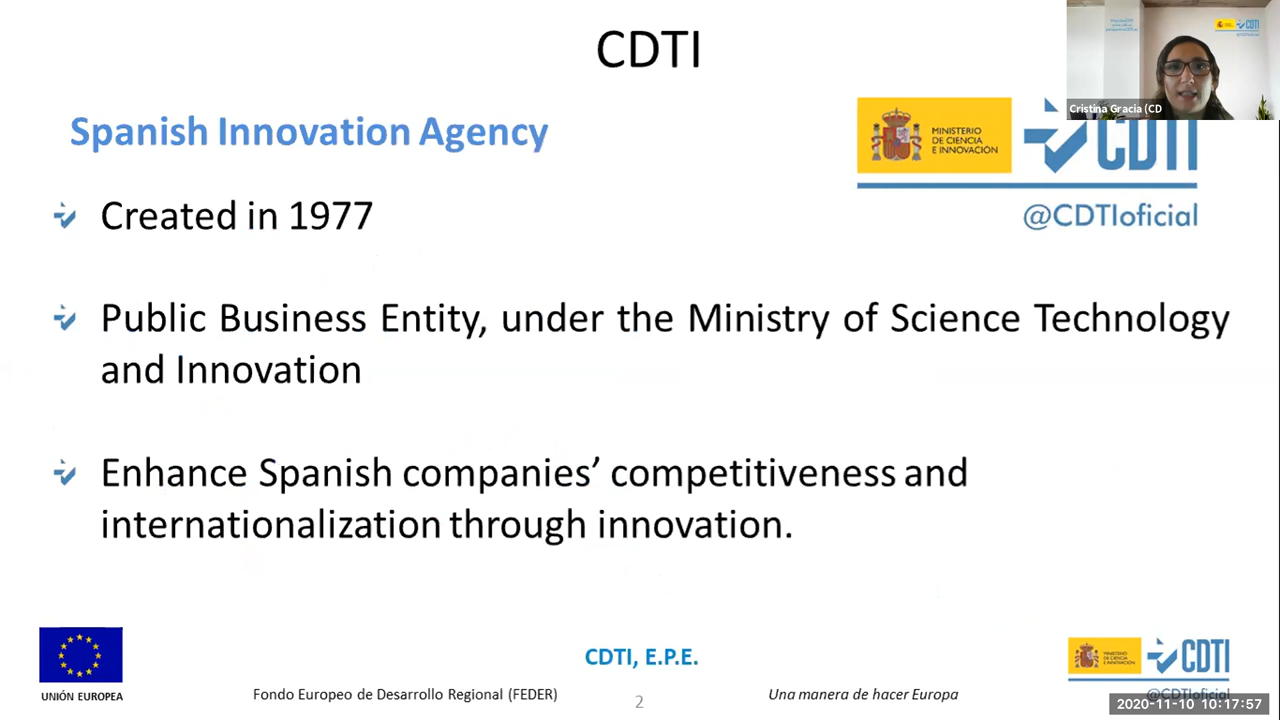 CDTI
Cristina Gracia (CD
Spanish Innovation Agency
MINISTERIO
DE CIENCIA
E INNOVACIÓN
CDTI
@CDTIoficial
Created in 1977
Public Business Entity, under the Ministry of Science Technology
and Innovation
Enhance Spanish companies’ competitiveness and
internationalization through innovation.
UNIÓN EUROPEA
CDTI, E.P.E.
Fondo Europeo de Desarrollo Regional (FEDER)
2
Una manera de hacer Europa
CDTI
@CDTIoficial
2020-11-10 10:17:57